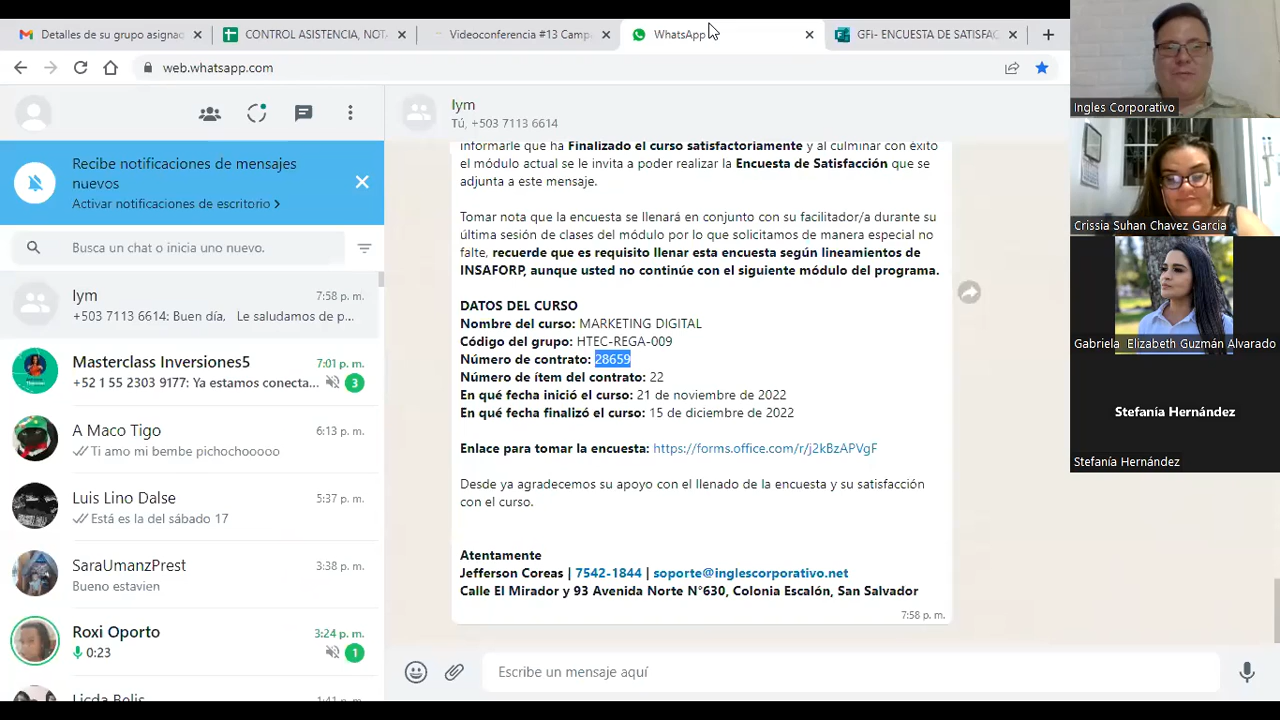 Detalles de su grupo asigna
CONTROL ASISTENCIA, NOT
Videoconferencia #13 Camp
WhatsApp
GFi- ENCUESTA DE SATISFAC
web.whatsapp.com
Recibe notificaciones de mensajes
nuevos
Activar notificaciones de escritorio >
Busca un chat o inicia uno nuevo.
Iym
7:58 p. m.
+503 7113 6614: Buen día, Le saludamos de p...
Masterclass Inversiones5
7:01 p. m.
+52 1 55 2303 9177: Ya estamos conecta...
3
A Maco Tigo
6:13 p. m.
Ti amo mi bembe pichochooooo
Luis Lino Dalse
5:37 p. m.
Está es la del sábado 17
SaraUmanzPrest
3:38 p. m.
Bueno estavien
Roxi Oporto
3:24 p. m.
0:23
1
Licda Belis
1:41 p. m.
Iym
Tú, +503 7113 6614
informarle que ha Finalizado el curso satisfactoriamente y al culminar con éxito
el módulo actual se le invita a poder realizar la Encuesta de Satisfacción que se
adjunta a este mensaje.
Tomar nota que la encuesta se llenará en conjunto con su facilitador/a durante su
última sesión de clases del módulo por lo que solicitamos de manera especial no
falte, recuerde que es requisito llenar esta encuesta según lineamientos de
INSAFORP, aunque usted no continúe con el siguiente módulo del programa.
DATOS DEL CURSO
Nombre del curso: MARKETING DIGITAL
Código del grupo: HTEC-REGA-009
Número de contrato: 28659
Número de ítem del contrato: 22
En qué fecha inició el curso: 21 de noviembre de 2022
En qué fecha finalizó el curso: 15 de diciembre de 2022
Enlace para tomar la encuesta: https://forms.office.com/r/j2kBzAPVgF
Desde ya agradecemos su apoyo con el llenado de la encuesta y su satisfacción
con el curso.
Atentamente
Jefferson Coreas | 7542-1844 | soporte@inglescorporativo.net
Calle El Mirador y 93 Avenida Norte N°630, Colonia Escalón, San Salvador
7:58 p. m.
Escribe un mensaje aquí
Ingles Corporativo
Crissia Suhan Chavez Garcia
Gabriela Elizabeth Guzmán Alvarado
Stefanía Hernández
Stefanía Hernández